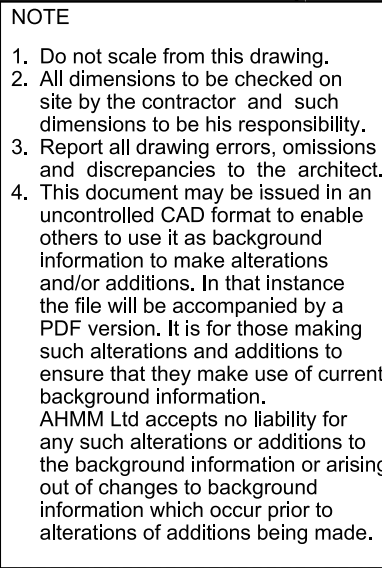 NOTE
1. Do not scale from this drawing.
2. All dimensions to be checked on
site by the contractor and such
dimensions to be his responsibility.
3. Report all drawing errors, omissions
and discrepancies to the architect.
4. This document may be issued in an
uncontrolled CAD format to enable
others to use it as background
information to make alterations
and/or additions. In that instance
the file will be accompanied by a
PDF version. It is for those making
such alterations and additions to
ensure that they make use of current
background information.
AHMM Ltd accepts no liability for
any such alterations or additions to
the background information or arising
out of changes to background
information which occur prior to
alterations of additions being made.